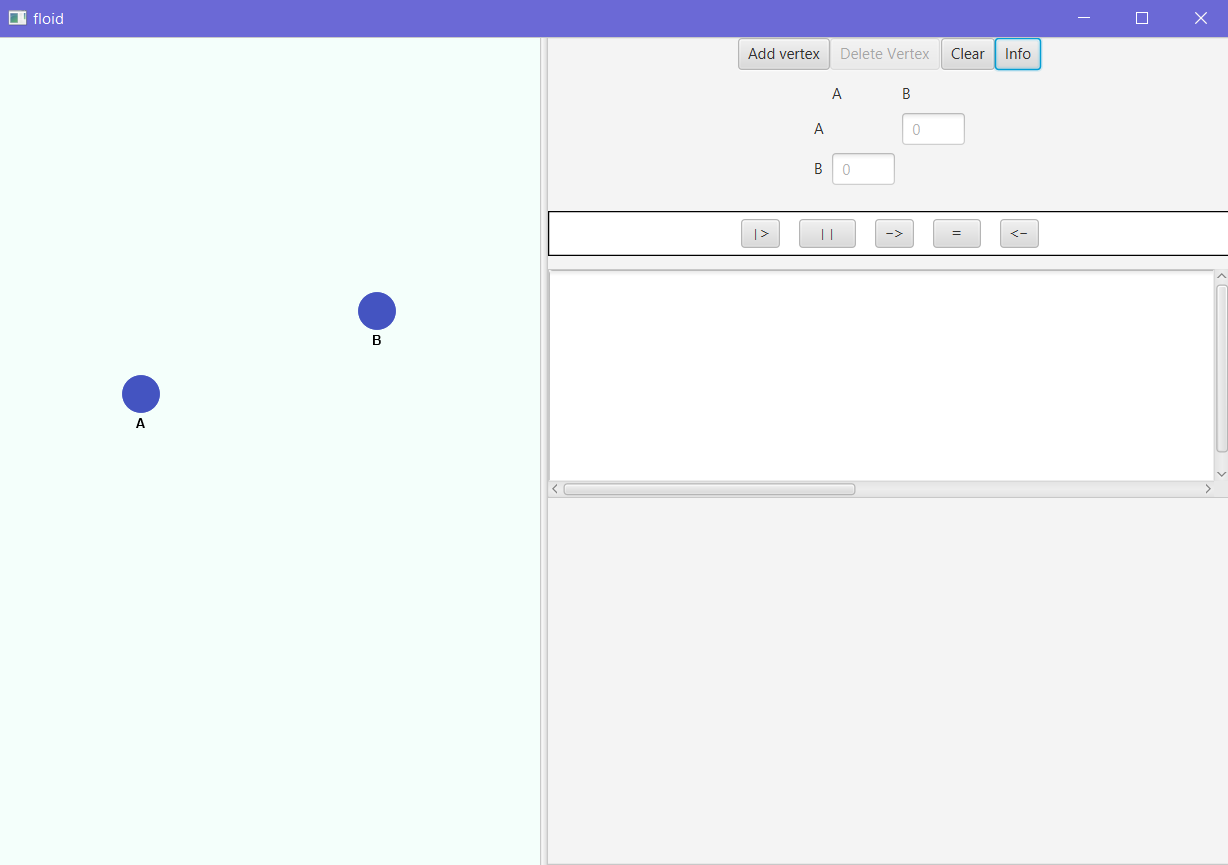 floid
Add vertex Delete Vertex Clear Info
A B
A 0
B 0
|> || -> = <-
B
A